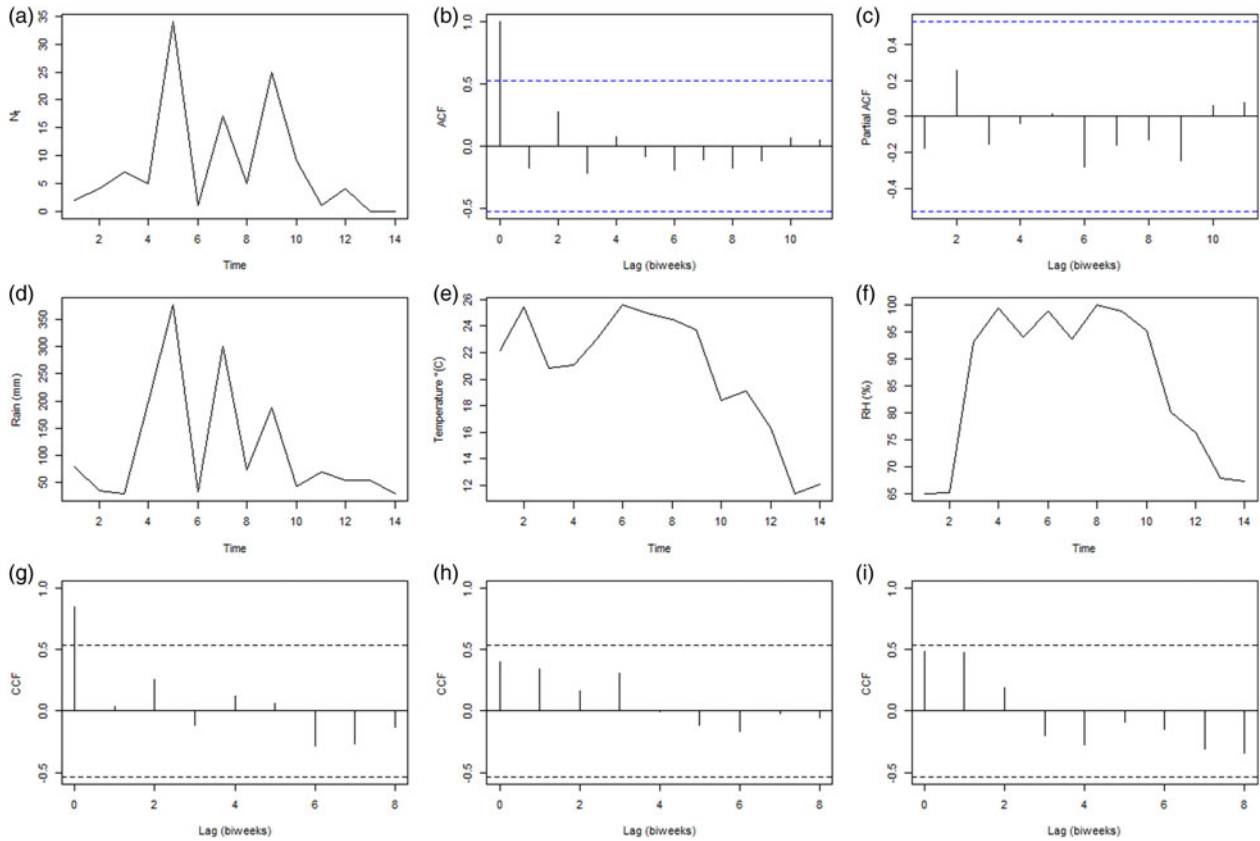 (a)
35
30
25
20
15
10
5
0
Nt
2 4 6 8 10 12 14
Time
(b)
1.0
0.5
0.0
-0.5
ACF
0 2 4 6 8 10
Lag (biweeks)
(c)
0.4
0.2
0.0
-0.2
-0.4
Partial ACF
2 4 6 8 10
Lag (biweeks)
(d)
350
300
250
200
150
100
50
Rain (mm)
2 4 6 8 10 12 14
Time
(e)
26
24
22
20
18
16
14
12
Temperature °(C)
2 4 6 8 10 12 14
Time
(f)
100
95
90
85
80
75
70
65
RH (%)
2 4 6 8 10 12 14
Time
(g)
1.0
0.5
0.0
-0.5
CCF
0 2 4 6 8
Lag (biweeks)
(h)
1.0
0.5
0.0
-0.5
CCF
0 2 4 6 8
Lag (biweeks)
(i)
1.0
0.5
0.0
-0.5
CCF
0 2 4 6 8
Lag (biweeks)